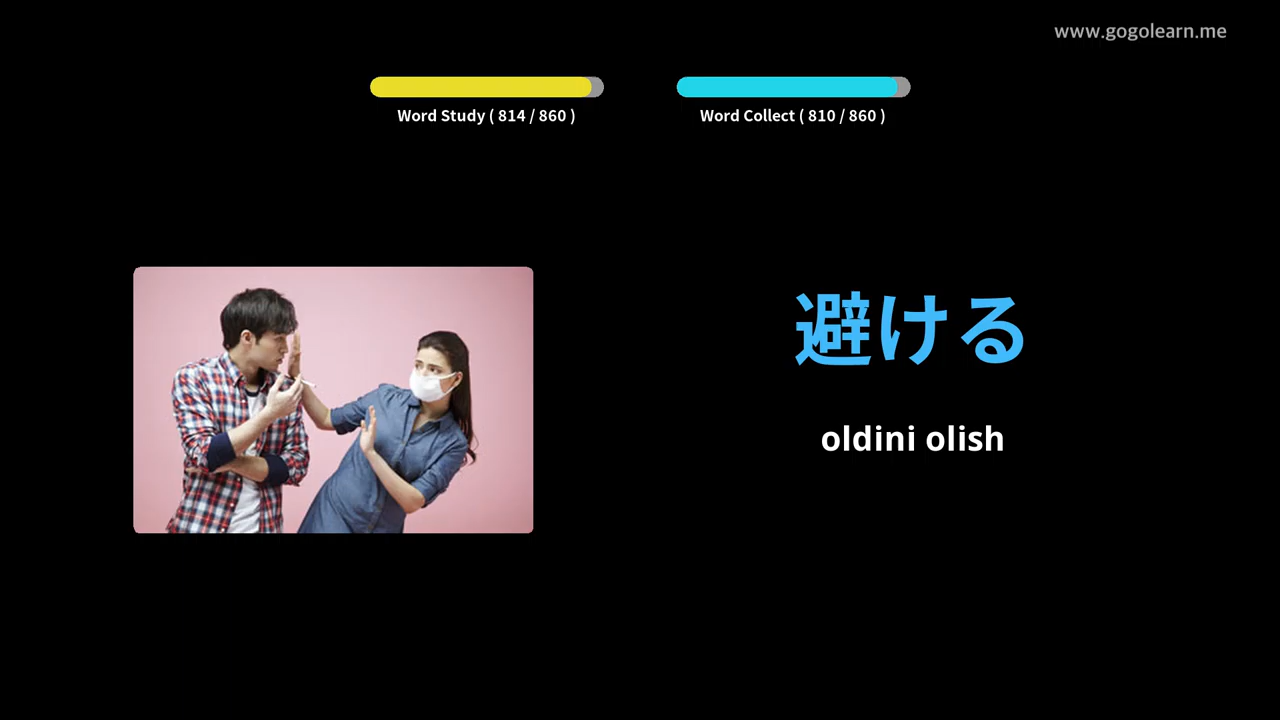 www.gogolearn.me
Word Study ( 814 / 860 )
Word Collect ( 810 / 860 )
避ける
oldini olish